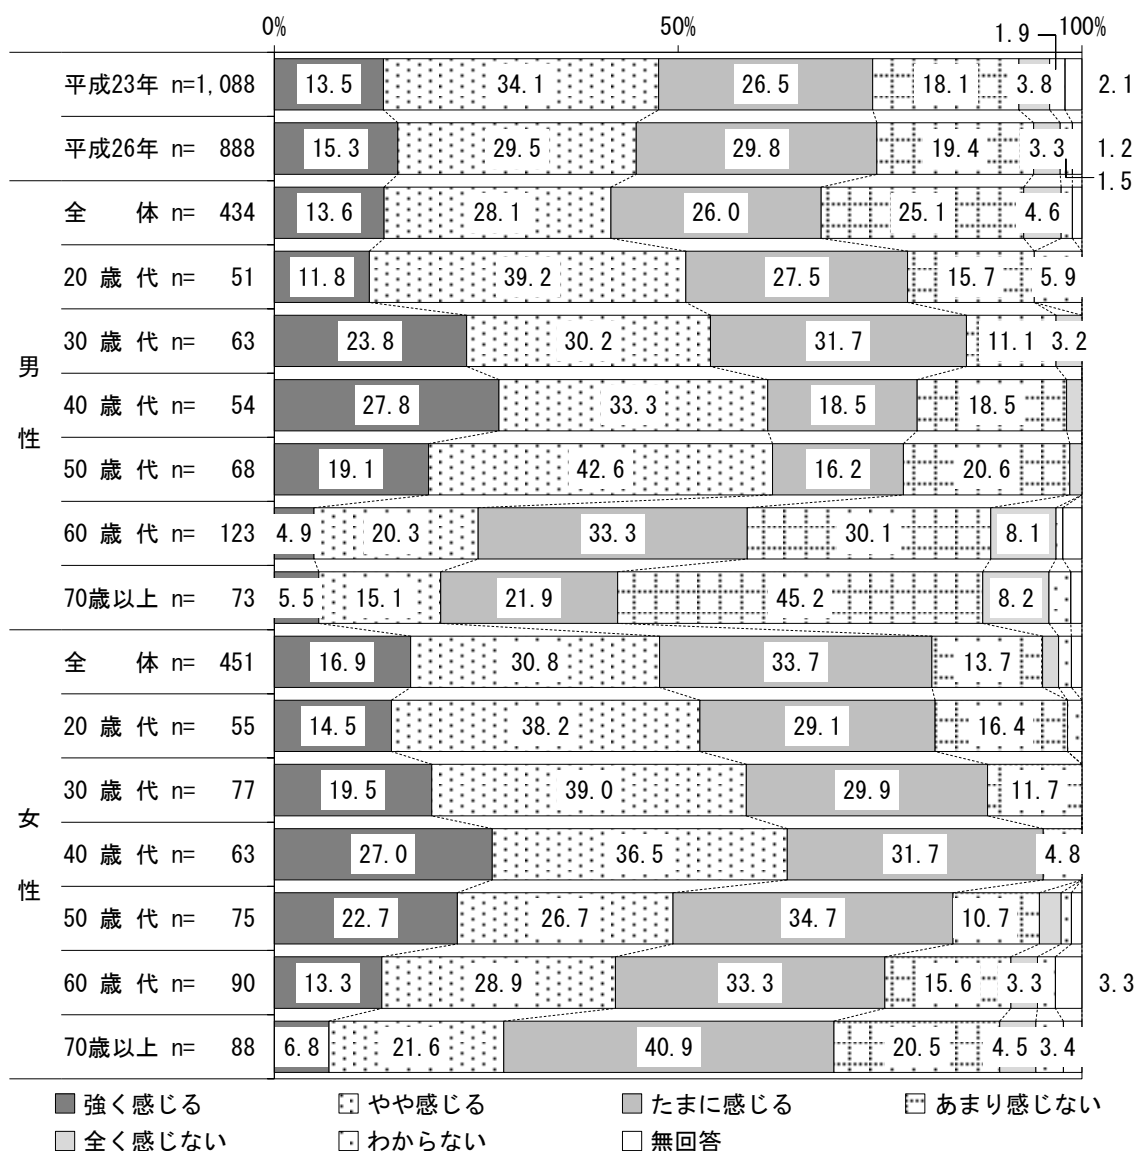 0% 50% 100%
1.9
平成23年 n=1,088 13.5 34.1 26.5 18.1 3.8 2.1
平成26年 n= 888 15.3 29.5 29.8 19.4 3.3 1.2
1.5
全 体 n= 434 13.6 28.1 26.0 25.1 4.6
20 歳 代 n= 51 11.8 39.2 27.5 15.7 5.9
30 歳 代 n= 63 23.8 30.2 31.7 11.1 3.2
男
40 歳 代 n= 54 27.8 33.3 18.5 18.5
性
50 歳 代 n= 68 19.1 42.6 16.2 20.6
60 歳 代 n= 123 4.9 20.3 33.3 30.1 8.1
70歳以上 n= 73 5.5 15.1 21.9 45.2 8.2
全 体 n= 451 16.9 30.8 33.7 13.7
20 歳 代 n= 55 14.5 38.2 29.1 16.4
30 歳 代 n= 77 19.5 39.0 29.9 11.7
女
40 歳 代 n= 63 27.0 36.5 31.7 4.8
性
50 歳 代 n= 75 22.7 26.7 34.7 10.7
60 歳 代 n= 90 13.3 28.9 33.3 15.6 3.3 3.3
70歳以上 n= 88 6.8 21.6 40.9 20.5 4.5 3.4
強く感じる やや感じる たまに感じる あまり感じない
全く感じない わからない 無回答